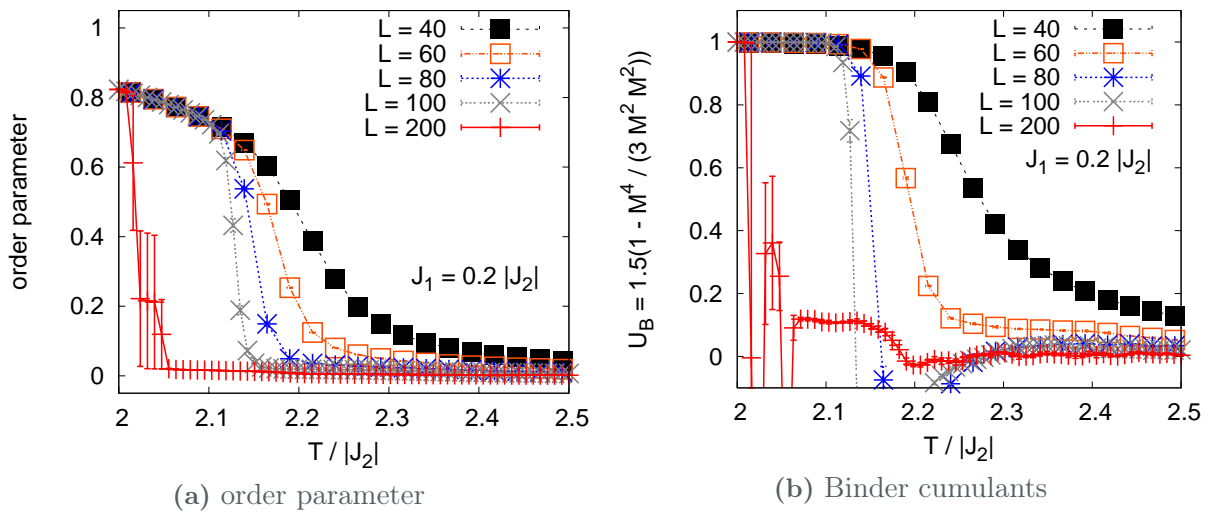 order parameter
1
0.8
0.6
0.4
0.2
0
2
2.1
2.2
2.3
2.4
2.5
T / |J₂|
L = 40
L = 60
L = 80
L = 100
L = 200
J₁ = 0.2 |J₂|
(a) order parameter
U_B = 1.5(1 - M⁴ / (3 M² M²))
1
0.8
0.6
0.4
0.2
0
2
2.1
2.2
2.3
2.4
2.5
T / |J₂|
L = 40
L = 60
L = 80
L = 100
L = 200
J₁ = 0.2 |J₂|
(b) Binder cumulants